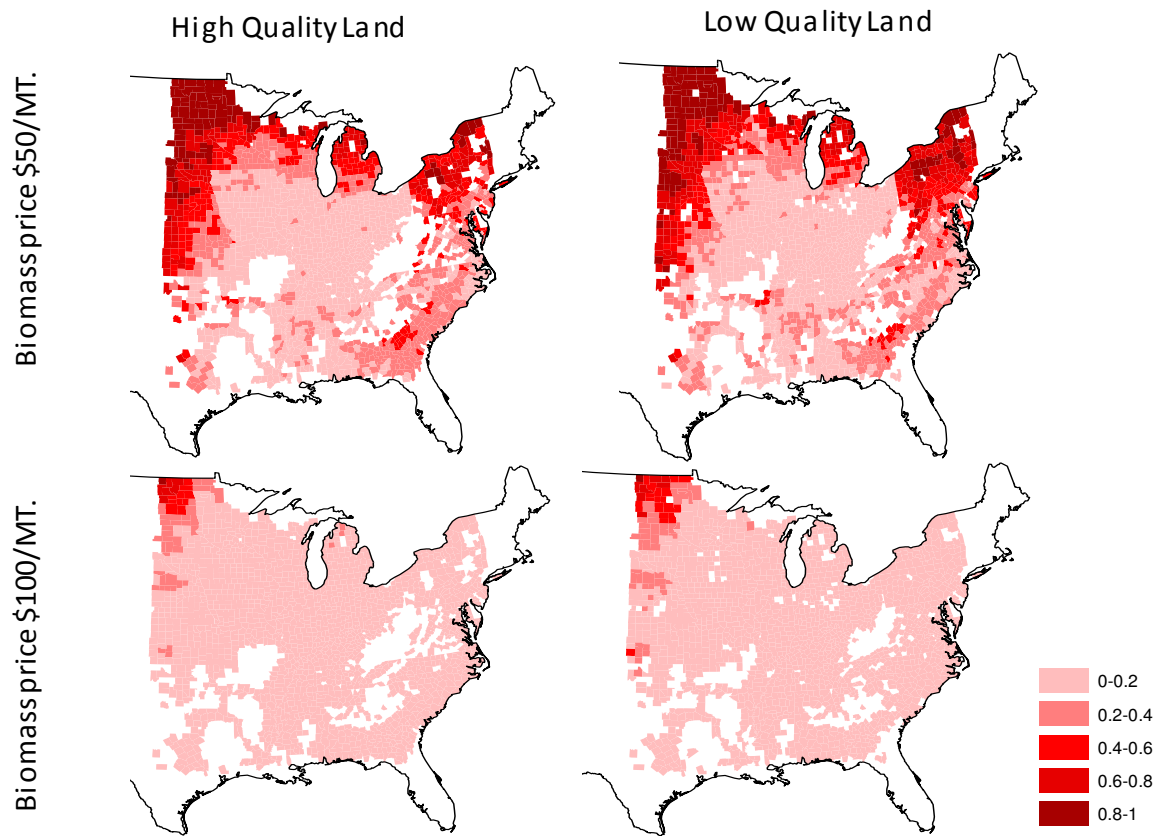 High Quality Land
Low Quality Land
Biomass price $50/MT.
Biomass price $100/MT.
0-0.2
0.2-0.4
0.4-0.6
0.6-0.8
0.8-1